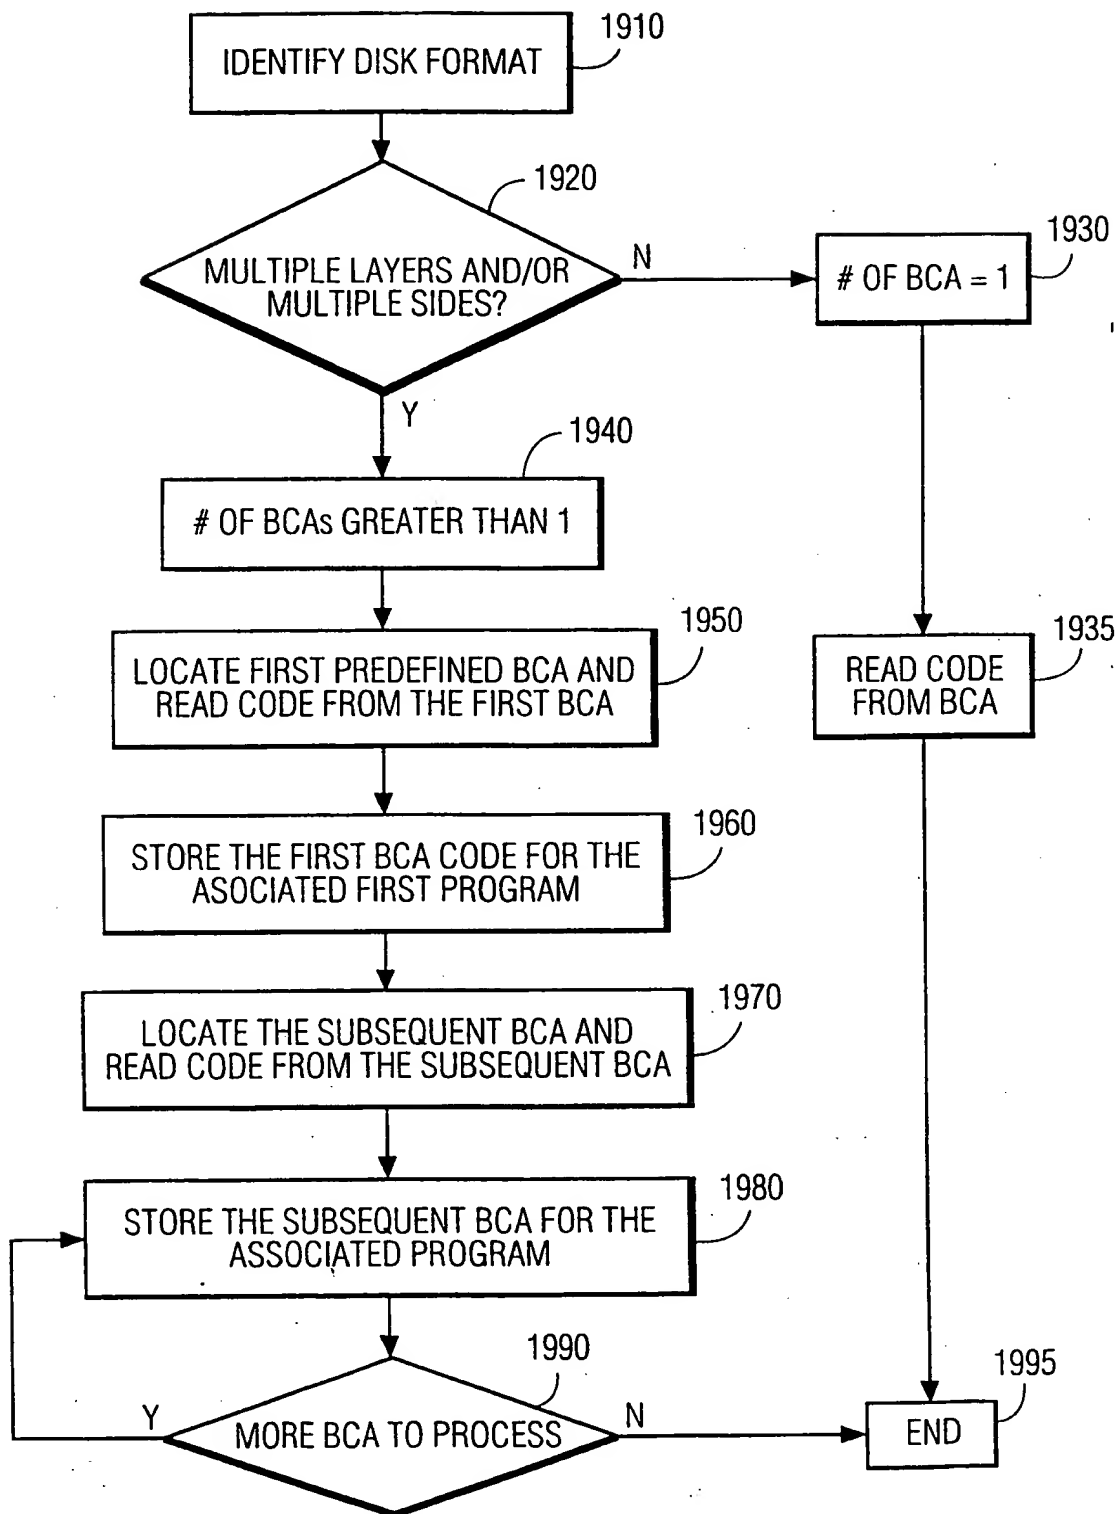 1910
IDENTIFY DISK FORMAT
1920
MULTIPLE LAYERS AND/OR
MULTIPLE SIDES?
N
1930
# OF BCA = 1
Y
1940
# OF BCAs GREATER THAN 1
1950
LOCATE FIRST PREDEFINED BCA AND
READ CODE FROM THE FIRST BCA
1935
READ CODE
FROM BCA
1960
STORE THE FIRST BCA CODE FOR THE
ASOCIATED FIRST PROGRAM
1970
LOCATE THE SUBSEQUENT BCA AND
READ CODE FROM THE SUBSEQUENT BCA
1980
STORE THE SUBSEQUENT BCA FOR THE
ASSOCIATED PROGRAM
1990
Y
MORE BCA TO PROCESS
N
1995
END